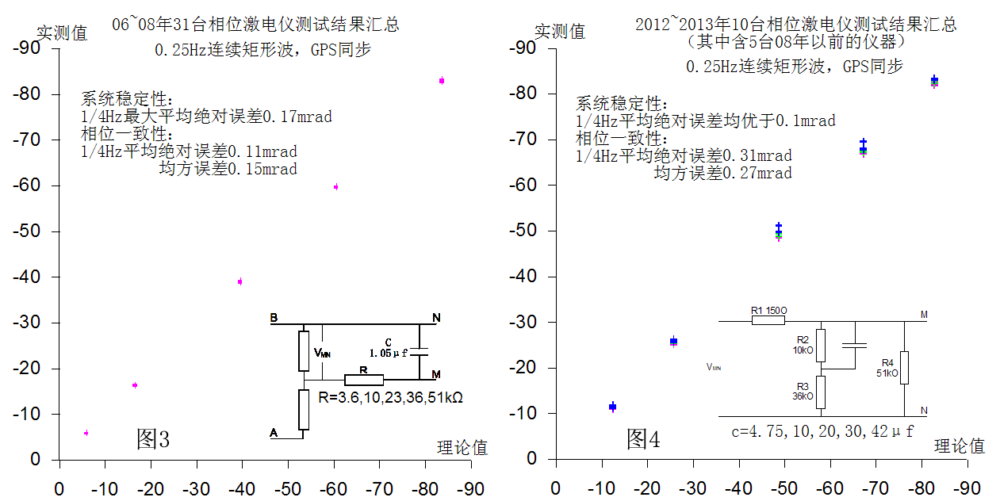 06~08年31台相位激电仪测试结果汇总
0.25Hz连续矩形波，GPS同步
实测值
-90
-80
-70
-60
-50
-40
-30
-20
-10
0
系统稳定性：
1/4Hz最大平均绝对误差0.17mrad
相位一致性：
1/4Hz平均绝对误差0.11mrad
均方误差0.15mrad
B
N
VMN
C
1.05μf
R
M
R=3.6,10,23,36,51kΩ
A
图3
理论值
0 -10 -20 -30 -40 -50 -60 -70 -80 -90
2012~2013年10台相位激电仪测试结果汇总
（其中含5台08年以前的仪器）
0.25Hz连续矩形波，GPS同步
实测值
-90
-80
-70
-60
-50
-40
-30
-20
-10
0
系统稳定性：
1/4Hz平均绝对误差均优于0.1mrad
相位一致性：
1/4Hz平均绝对误差0.31mrad
均方误差0.27mrad
R1 150O
M
R2
10kO
R4
51kO
VMN
R3
36kO
N
c=4.75,10,20,30,42μf
图4
理论值
0 -10 -20 -30 -40 -50 -60 -70 -80 -90